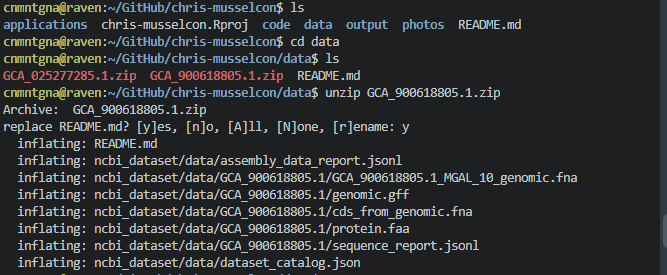 cnmntgna@raven:~/GitHub/chris-musselcon$ ls
applications  chris-musselcon.Rproj  code  data  output  photos  README.md
cnmntgna@raven:~/GitHub/chris-musselcon$ cd data
cnmntgna@raven:~/GitHub/chris-musselcon/data$ ls
GCA_025277285.1.zip  GCA_900618805.1.zip  README.md
cnmntgna@raven:~/GitHub/chris-musselcon/data$ unzip GCA_900618805.1.zip
Archive:  GCA_900618805.1.zip
replace README.md? [y]es, [n]o, [A]ll, [N]one, [r]ename: y
  inflating: README.md
  inflating: ncbi_dataset/data/assembly_data_report.jsonl
  inflating: ncbi_dataset/data/GCA_900618805.1/GCA_900618805.1_MGAL_10_genomic.fna
  inflating: ncbi_dataset/data/GCA_900618805.1/genomic.gff
  inflating: ncbi_dataset/data/GCA_900618805.1/cds_from_genomic.fna
  inflating: ncbi_dataset/data/GCA_900618805.1/protein.faa
  inflating: ncbi_dataset/data/GCA_900618805.1/sequence_report.jsonl
  inflating: ncbi_dataset/data/dataset_catalog.json